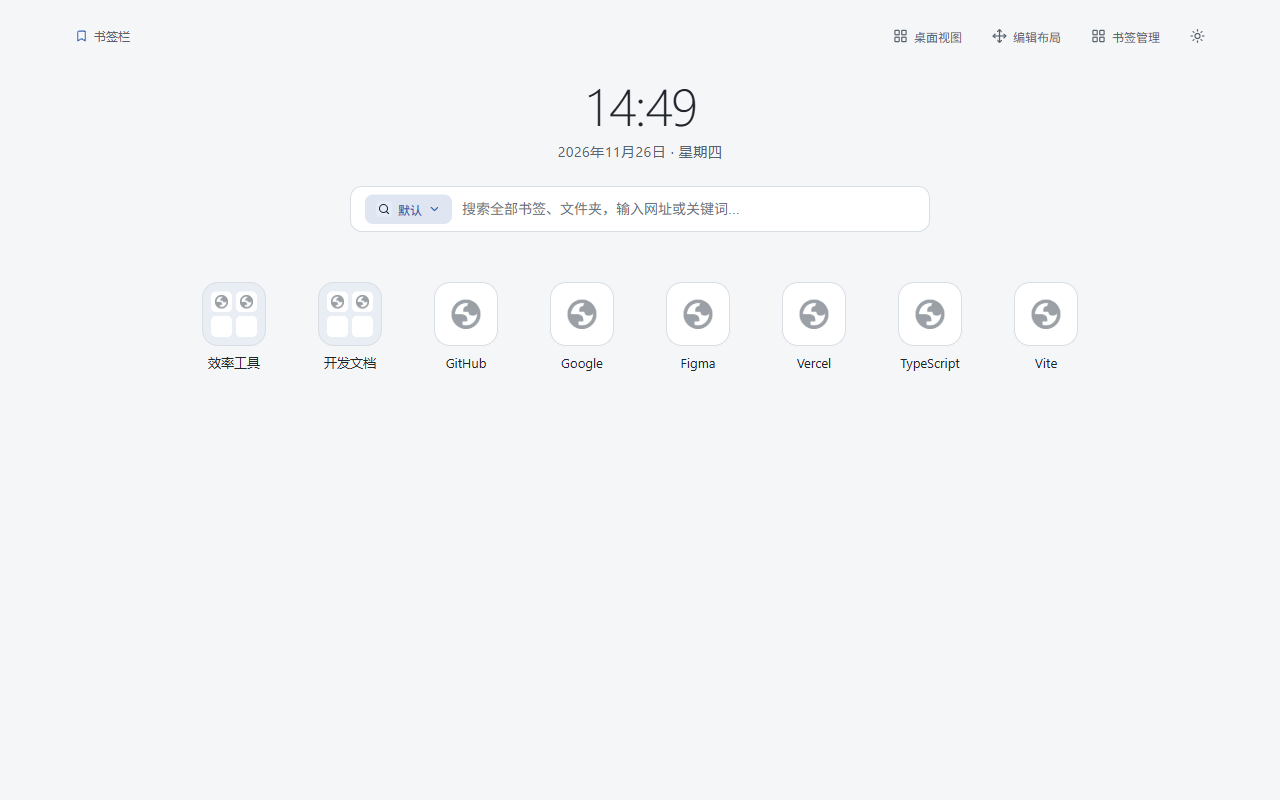 书签栏
桌面视图
编辑布局
书签管理
14:49
2026年11月26日 · 星期四
默认
搜索全部书签、文件夹，输入网址或关键词...
效率工具
开发文档
GitHub
Google
Figma
Vercel
TypeScript
Vite